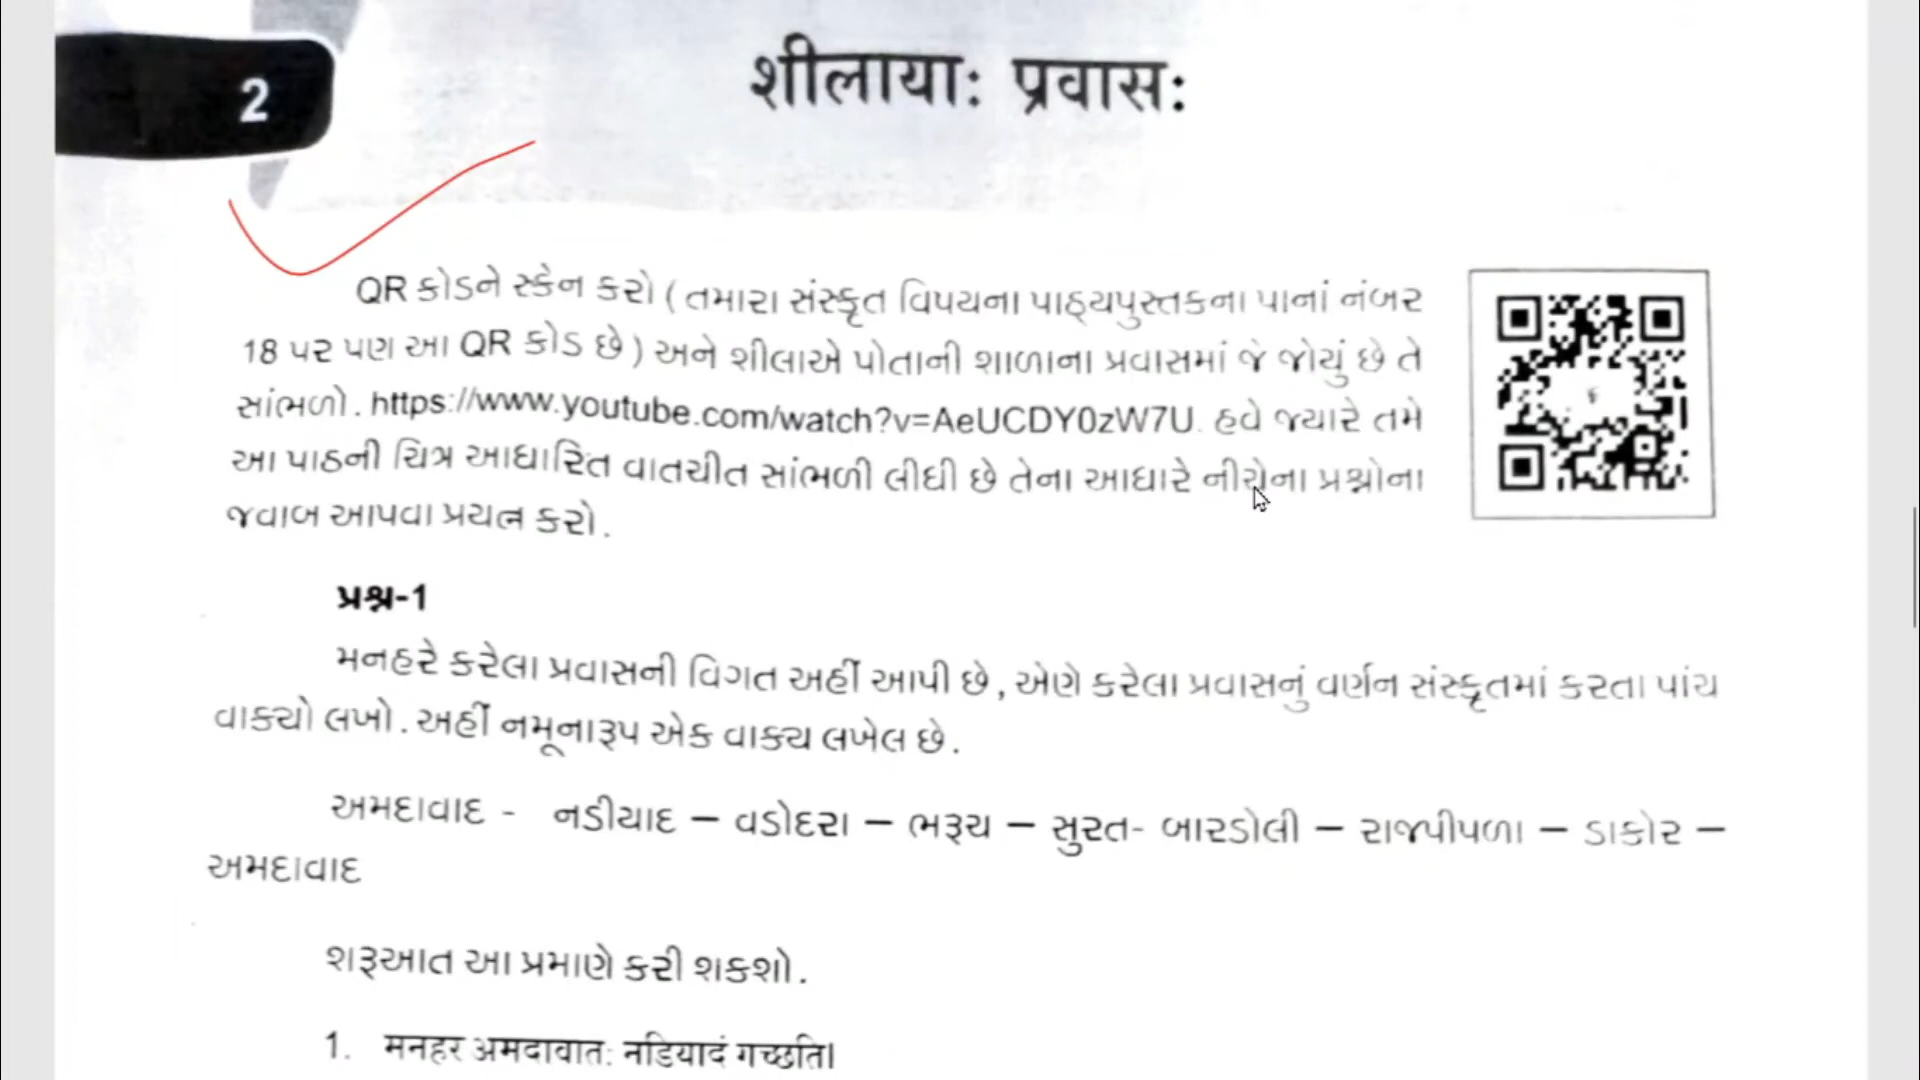 2
शीलायाः प्रवासः
QR કોડને સ્કેન કરો (તમારા સંસ્કૃત વિષયના પાઠ્યપુસ્તકના પાનાં નંબર
18 પર પણ આ QR કોડ છે) અને શીલાએ પોતાની શાળાના પ્રવાસમાં જે જોયું છે તે
સાંભળો. https://www.youtube.com/watch?v=AeUCDY0zW7U. હવે જ્યારે તમે
આ પાઠની ચિત્ર આધારિત વાતચીત સાંભળી લીધી છે તેના આધારે નીચેના પ્રશ્નોના
જવાબ આપવા પ્રયત્ન કરો.
પ્રશ્ન-1
મનહરે કરેલા પ્રવાસની વિગત અહીં આપી છે, એણે કરેલા પ્રવાસનું વર્ણન સંસ્કૃતમાં કરતા પાંચ
વાક્યો લખો. અહીં નમૂનારૂપ એક વાક્ય લખેલ છે.
અમદાવાદ - નડીયાદ – વડોદરા – ભરૂચ – સુરત- બારડોલી – રાજપીપળા – ડાકોર –
અમદાવાદ
શરૂઆત આ પ્રમાણે કરી શકશો.
1. मनहर अमदावातः नडियादं गच्छति।